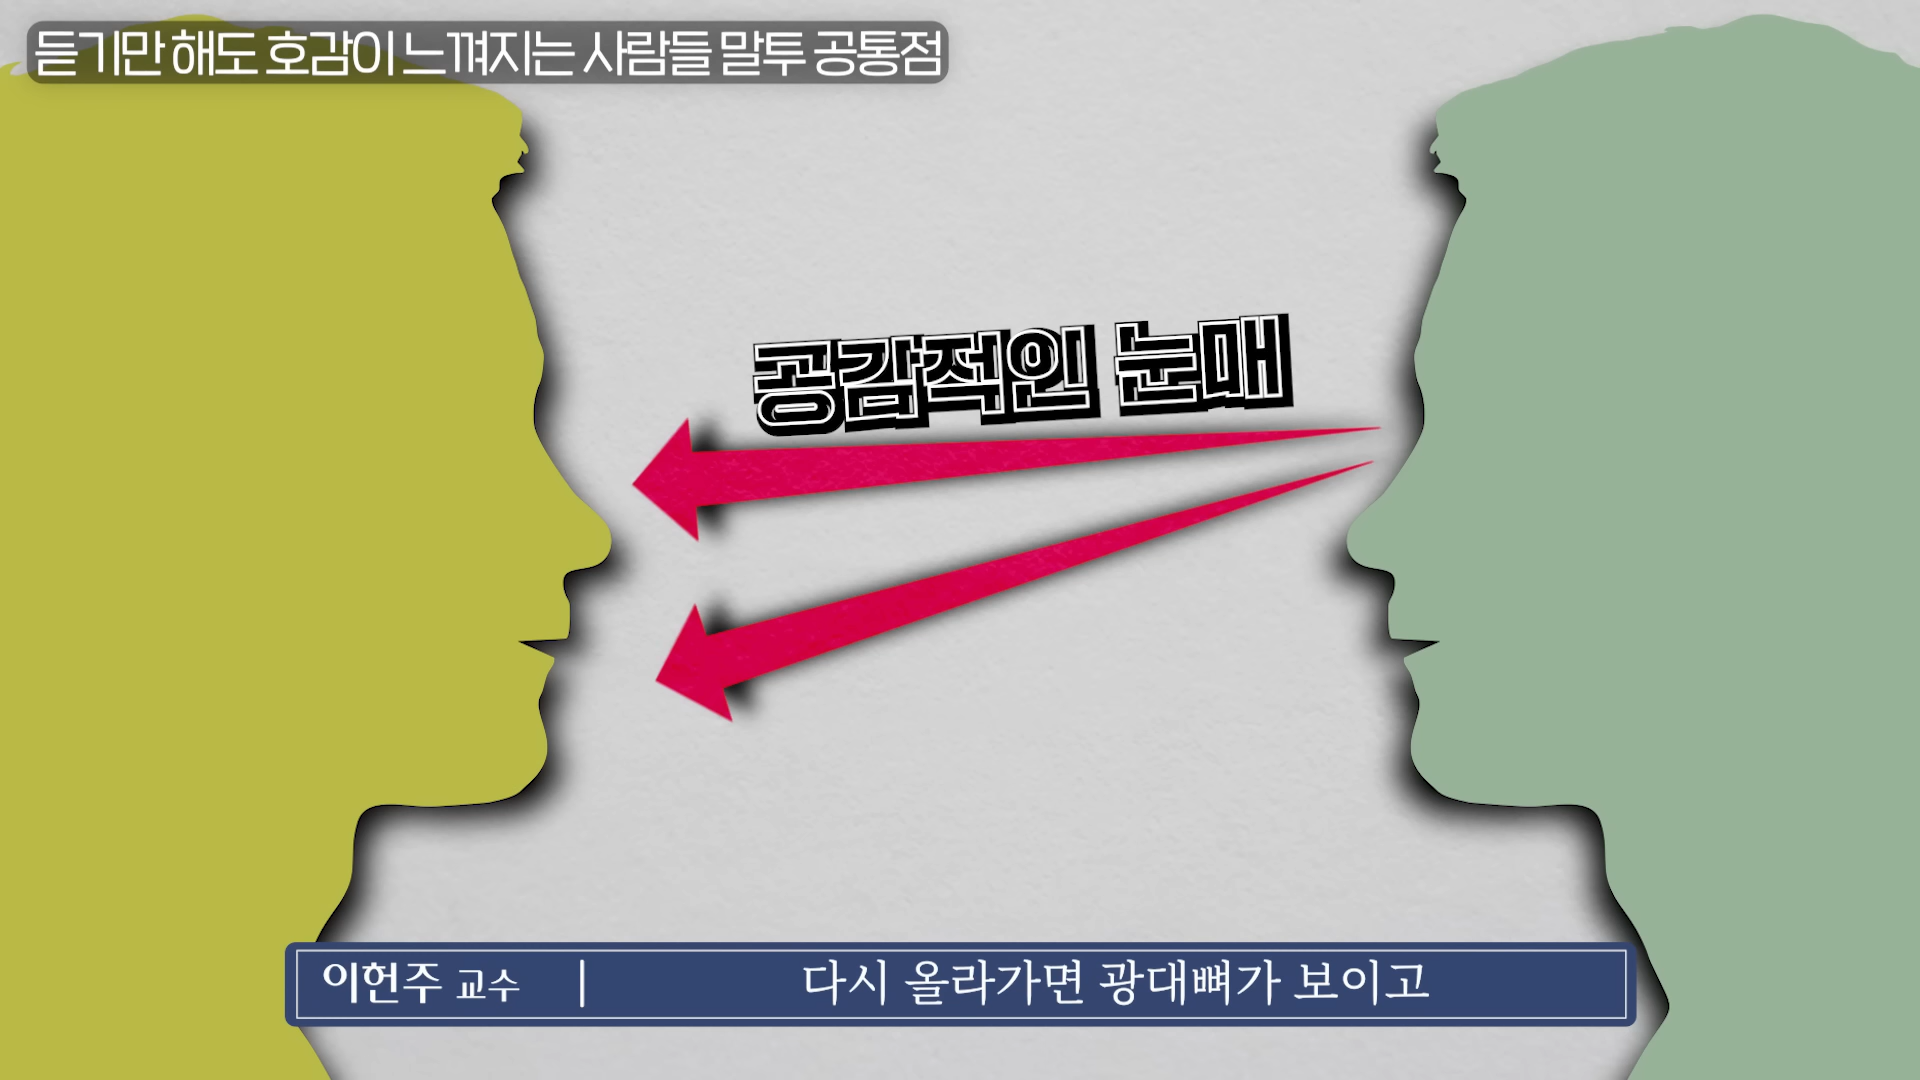 듣기만 해도 호감이 느껴지는 사람들 말투 공통점
공감적인 눈매
이헌주 교수 | 다시 올라가면 광대뼈가 보이고